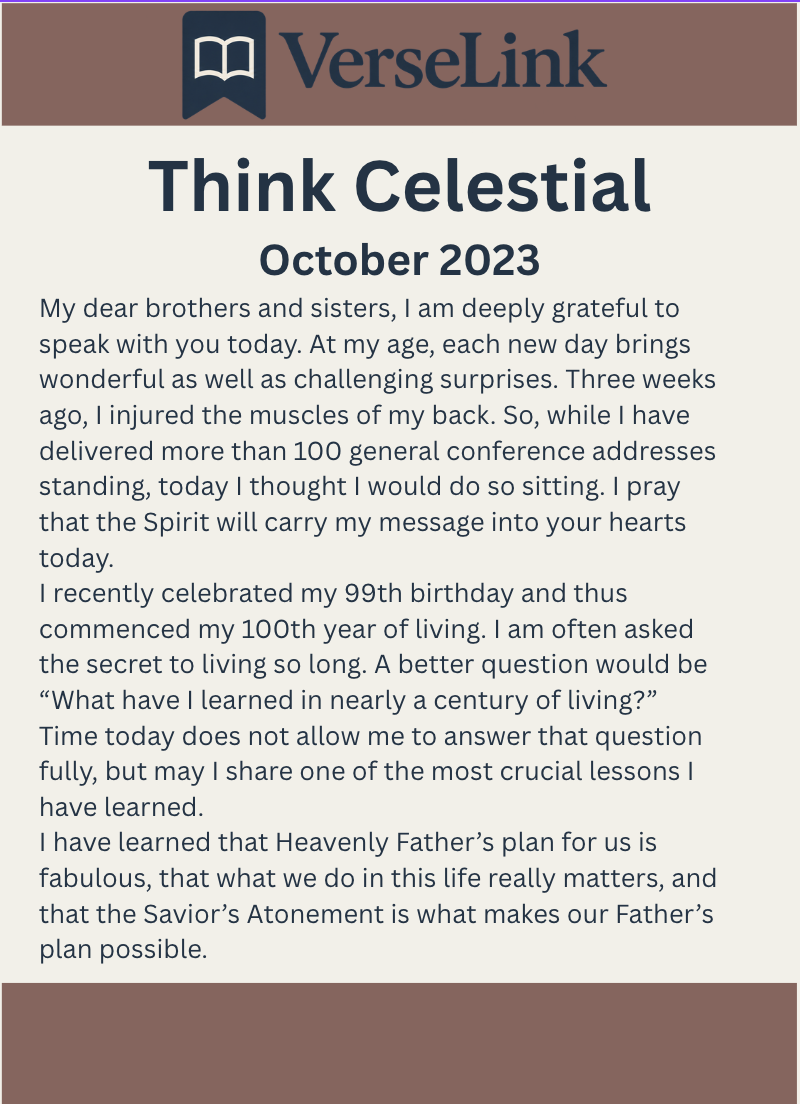 VerseLink
Think Celestial
October 2023
My dear brothers and sisters, I am deeply grateful to
speak with you today. At my age, each new day brings
wonderful as well as challenging surprises. Three weeks
ago, I injured the muscles of my back. So, while I have
delivered more than 100 general conference addresses
standing, today I thought I would do so sitting. I pray
that the Spirit will carry my message into your hearts
today.
I recently celebrated my 99th birthday and thus
commenced my 100th year of living. I am often asked
the secret to living so long. A better question would be
“What have I learned in nearly a century of living?”
Time today does not allow me to answer that question
fully, but may I share one of the most crucial lessons I
have learned.
I have learned that Heavenly Father’s plan for us is
fabulous, that what we do in this life really matters, and
that the Savior’s Atonement is what makes our Father’s
plan possible.